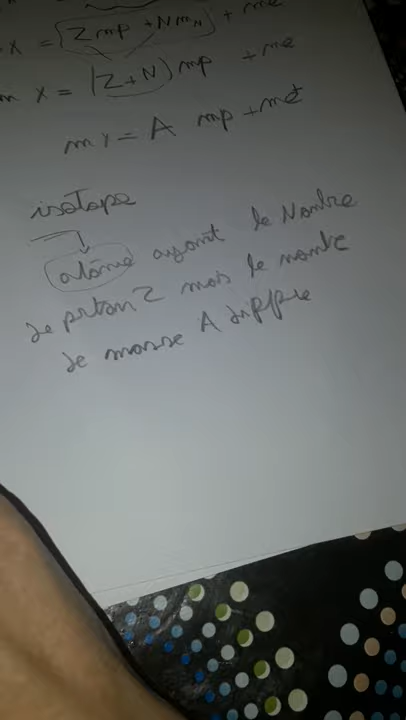 x = [Zmp + Nmn] + me
m x = (Z+N) mp + me
m x = A mp + me
isotope
atome ayant le Nombre
de proton Z mais le nombre
de masse A diffère